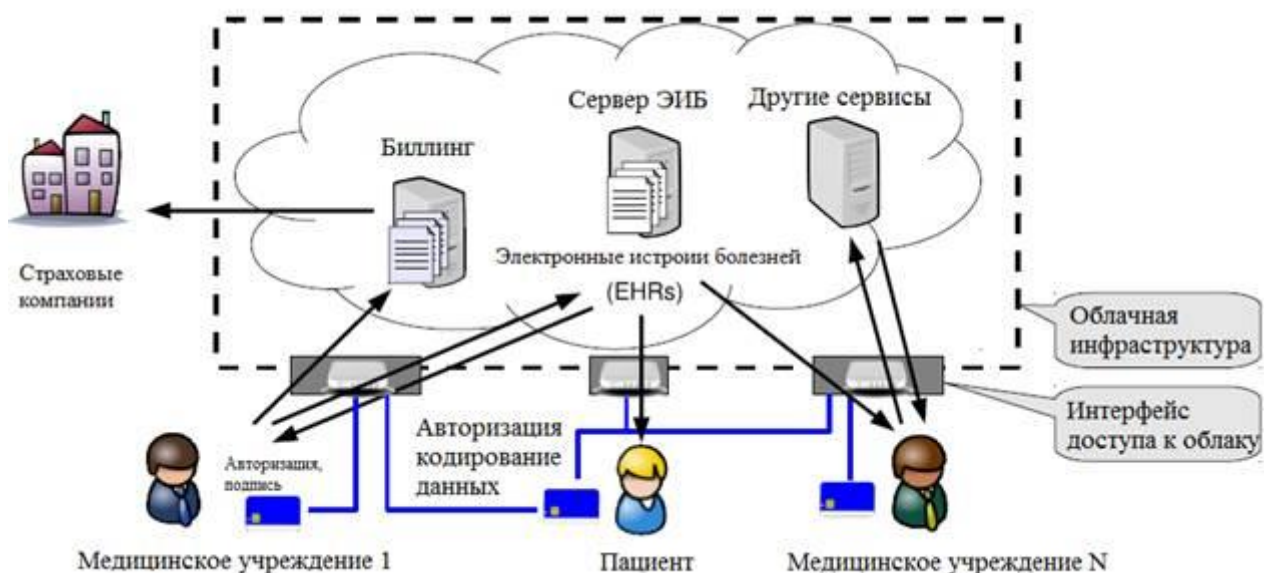 Сервер ЭИБ
Другие сервисы
Биллинг
Электронные истроии болезней
(EHRs)
Страховые
компании
Облачная
инфраструктура
Интерфейс
доступа к облаку
Авторизация
кодирование
данных
Авторизация,
подпись
Медицинское учреждение 1
Пациент
Медицинское учреждение N